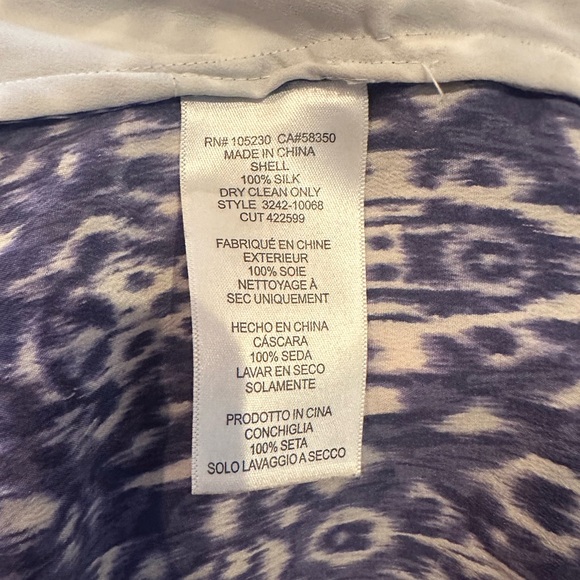 RN# 105230 CA#58350
MADE IN CHINA
SHELL
100% SILK
DRY CLEAN ONLY
STYLE 3242-10068
CUT 422599
FABRIQUÉ EN CHINE
EXTERIEUR
100% SOIE
NETTOYAGE À
SEC UNIQUEMENT
HECHO EN CHINA
CÁSCARA
100% SEDA
LAVAR EN SECO
SOLAMENTE
PRODOTTO IN CINA
CONCHIGLIA
100% SETA
SOLO LAVAGGIO A SECCO